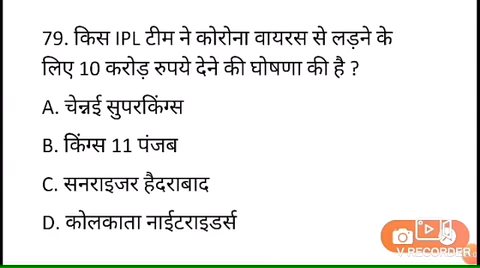 79. किस IPL टीम ने कोरोना वायरस से लड़ने के
लिए 10 करोड़ रुपये देने की घोषणा की है ?
A. चेन्नई सुपरकिंग्स
B. किंग्स 11 पंजब
C. सनराइजर हैदराबाद
D. कोलकाता नाईटराइडर्स
V RECORDER